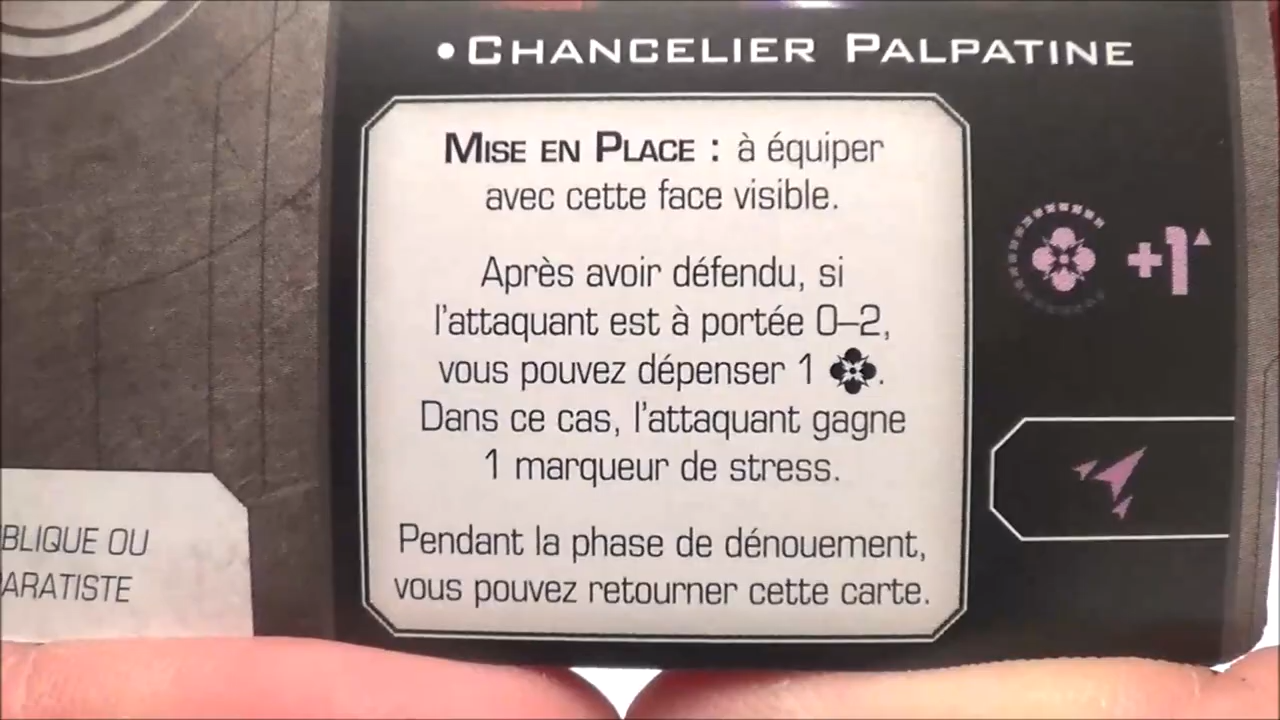 • CHANCELIER PALPATINE
MISE EN PLACE : à équiper
avec cette face visible.
Après avoir défendu, si
l'attaquant est à portée 0–2,
vous pouvez dépenser 1 .
Dans ce cas, l'attaquant gagne
1 marqueur de stress.
Pendant la phase de dénouement,
vous pouvez retourner cette carte.
+1
BLIQUE OU
ARATISTE